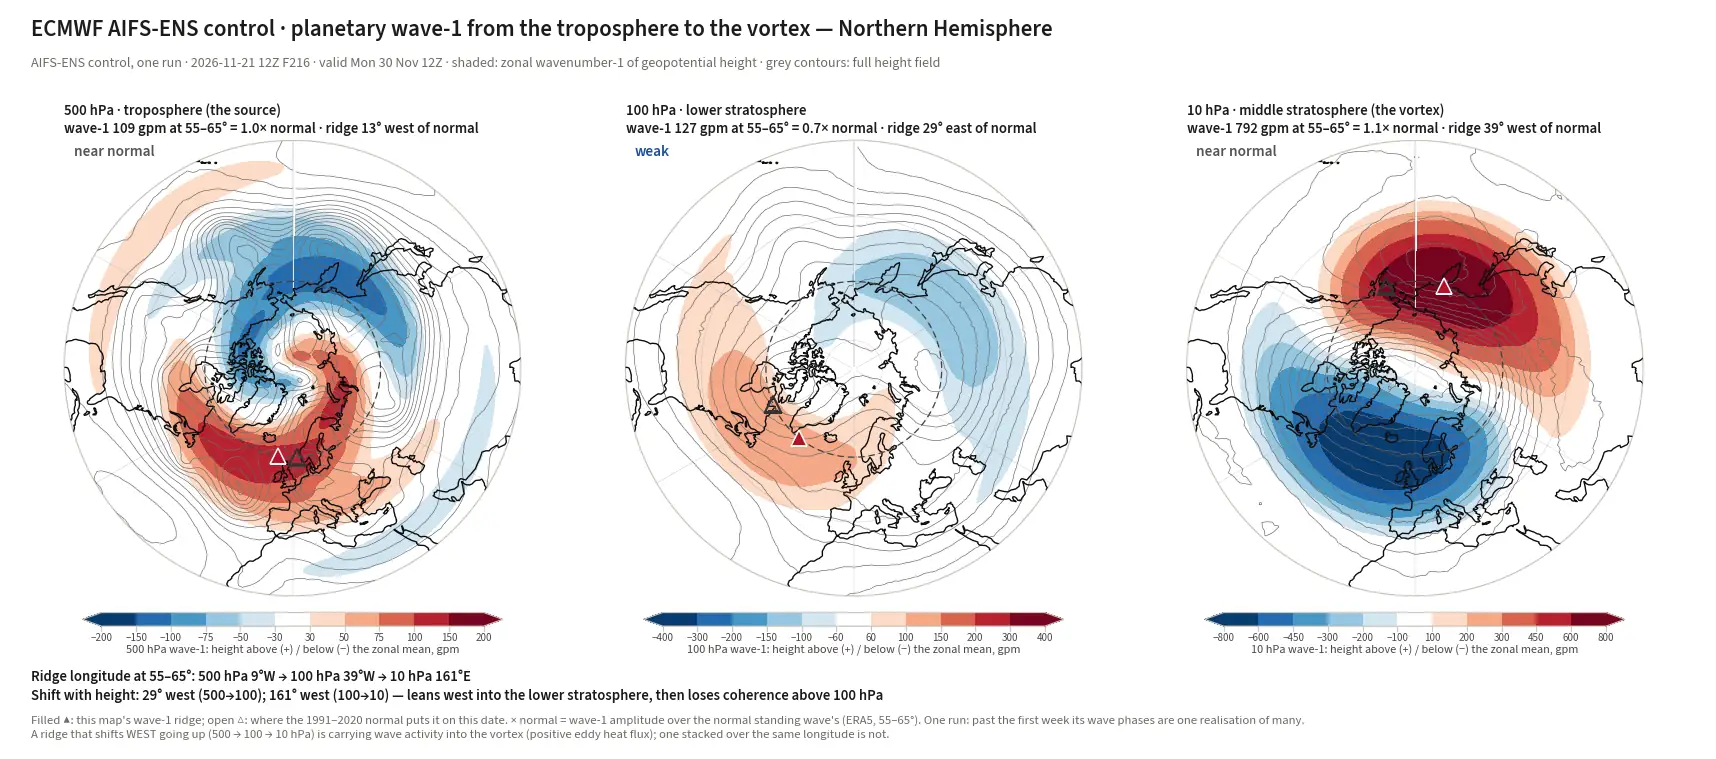 ECMWF AIFS-ENS control · planetary wave-1 from the troposphere to the vortex — Northern Hemisphere
AIFS-ENS control, one run · 2026-11-21 12Z F216 · valid Mon 30 Nov 12Z · shaded: zonal wavenumber-1 of geopotential height · grey contours: full height field
500 hPa · troposphere (the source)
wave-1 109 gpm at 55–65° = 1.0× normal · ridge 13° west of normal
near normal
100 hPa · lower stratosphere
wave-1 127 gpm at 55–65° = 0.7× normal · ridge 29° east of normal
weak
10 hPa · middle stratosphere (the vortex)
wave-1 792 gpm at 55–65° = 1.1× normal · ridge 39° west of normal
near normal
−200 −150 −100 −75 −50 −30 30 50 75 100 150 200
500 hPa wave-1: height above (+) / below (−) the zonal mean, gpm
−400 −300 −200 −150 −100 −60 60 100 150 200 300 400
100 hPa wave-1: height above (+) / below (−) the zonal mean, gpm
−800 −600 −450 −300 −200 −100 100 200 300 450 600 800
10 hPa wave-1: height above (+) / below (−) the zonal mean, gpm
Ridge longitude at 55–65°: 500 hPa 9°W → 100 hPa 39°W → 10 hPa 161°E
Shift with height: 29° west (500→100); 161° west (100→10) — leans west into the lower stratosphere, then loses coherence above 100 hPa
Filled ▲: this map's wave-1 ridge; open △: where the 1991–2020 normal puts it on this date. × normal = wave-1 amplitude over the normal standing wave's (ERA5, 55–65°). One run: past the first week its wave phases are one realisation of many.
A ridge that shifts WEST going up (500 → 100 → 10 hPa) is carrying wave activity into the vortex (positive eddy heat flux); one stacked over the same longitude is not.